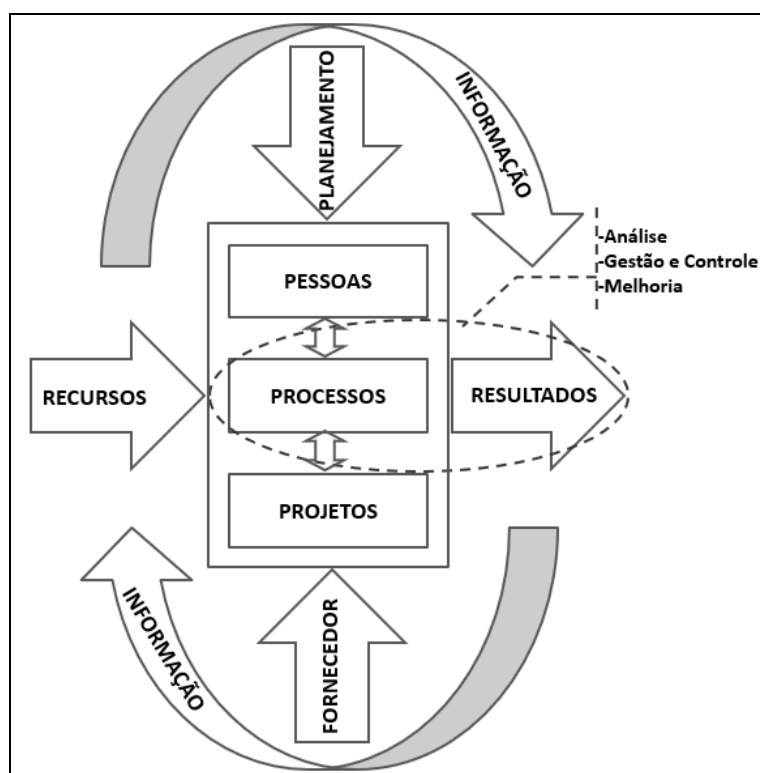 PLANEJAMENTO
INFORMAÇÃO
-Análise
-Gestão e Controle
-Melhoria
PESSOAS
RECURSOS
PROCESSOS
RESULTADOS
PROJETOS
INFORMAÇÃO
FORNECEDOR